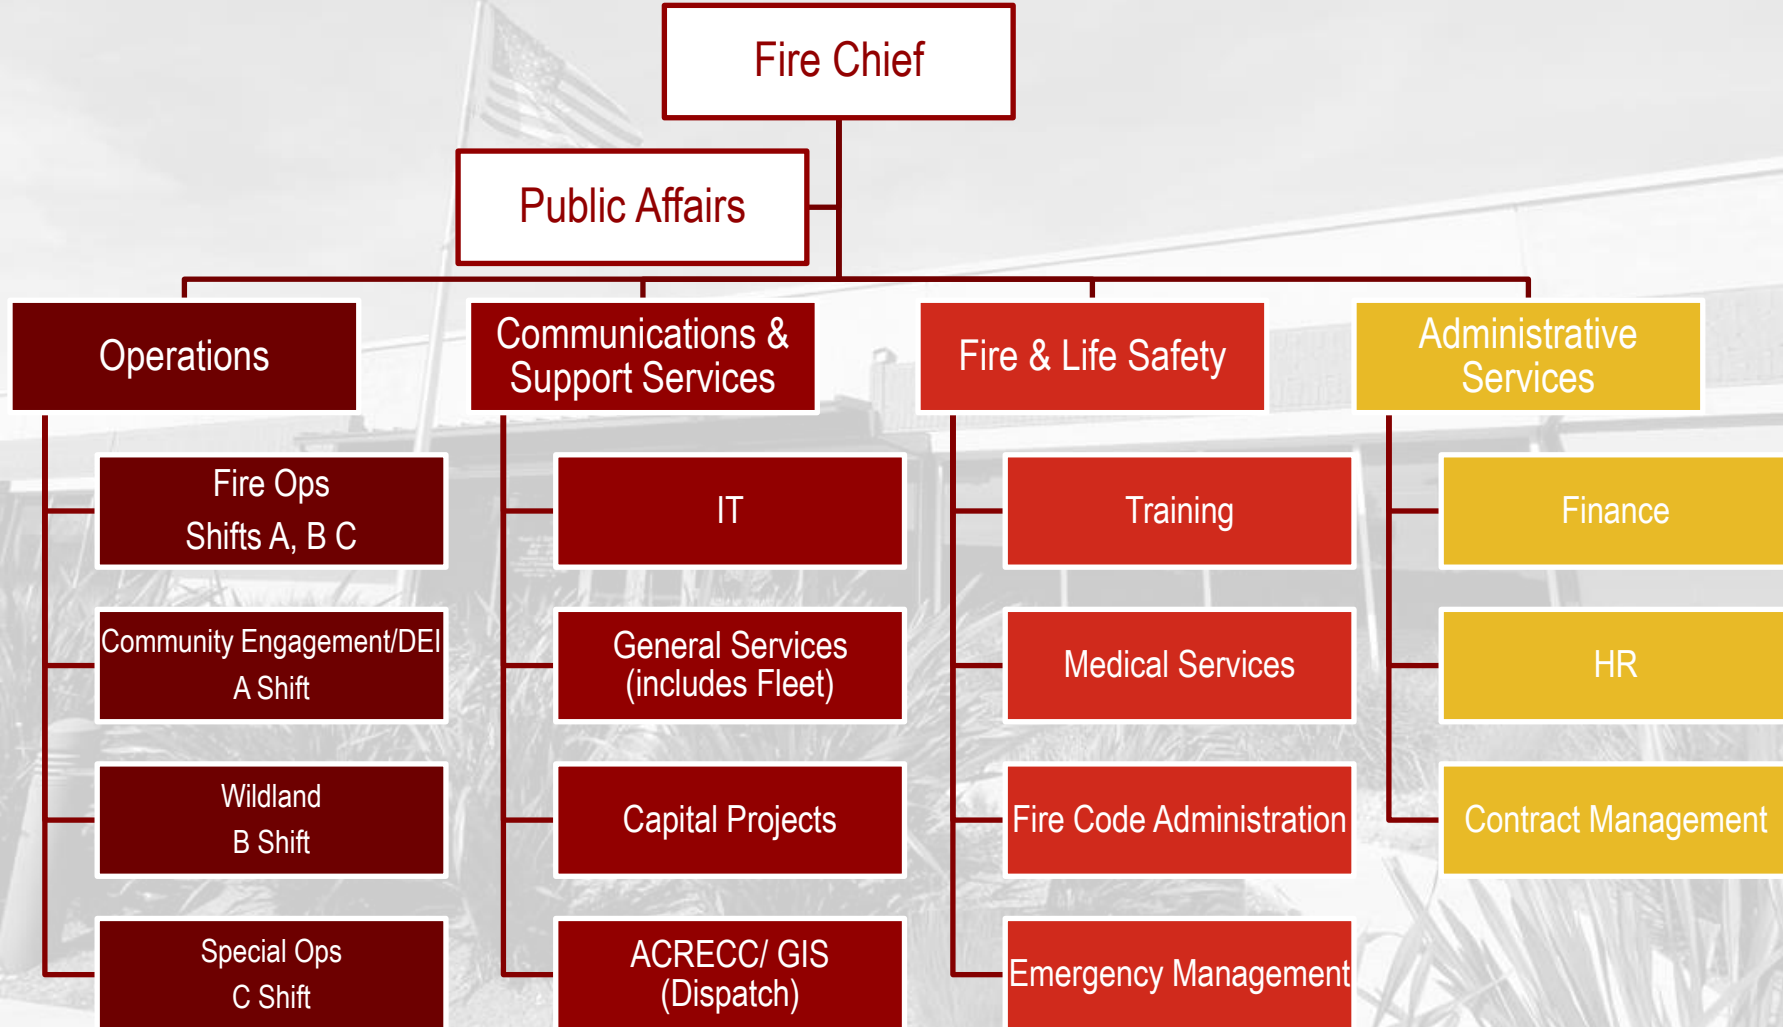 Fire Chief
Public Affairs
Operations
Communications &
Support Services
Fire & Life Safety
Administrative
Services
Fire Ops
Shifts A, B C
IT
Training
Finance
Community Engagement/DEI
A Shift
General Services
(includes Fleet)
Medical Services
HR
Wildland
B Shift
Capital Projects
Fire Code Administration
Contract Management
Special Ops
C Shift
ACRECC/ GIS
(Dispatch)
Emergency Management